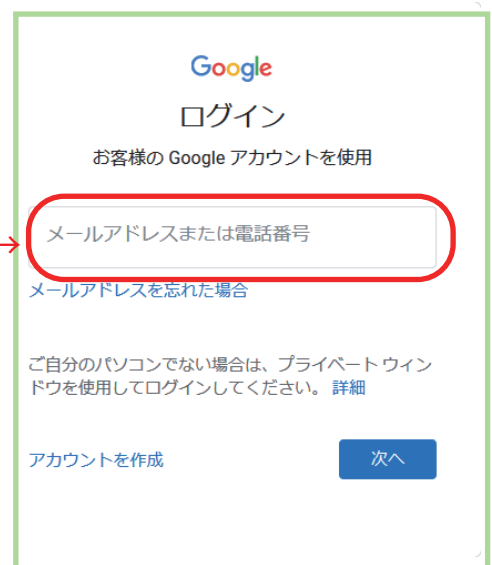 Google
ログイン
お客様の Google アカウントを使用
メールアドレスまたは電話番号
メールアドレスを忘れた場合
ご自分のパソコンでない場合は、プライベート ウィン
ドウを使用してログインしてください。 詳細
アカウントを作成
次へ